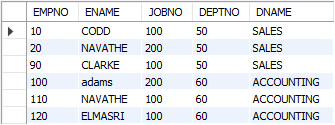 EMPNO ENAME JOBNO DEPTNO DNAME
10 CODD 100 50 SALES
20 NAVATHE 200 50 SALES
90 CLARKE 100 50 SALES
100 adams 200 60 ACCOUNTING
110 NAVATHE 100 60 ACCOUNTING
120 ELMASRI 100 60 ACCOUNTING